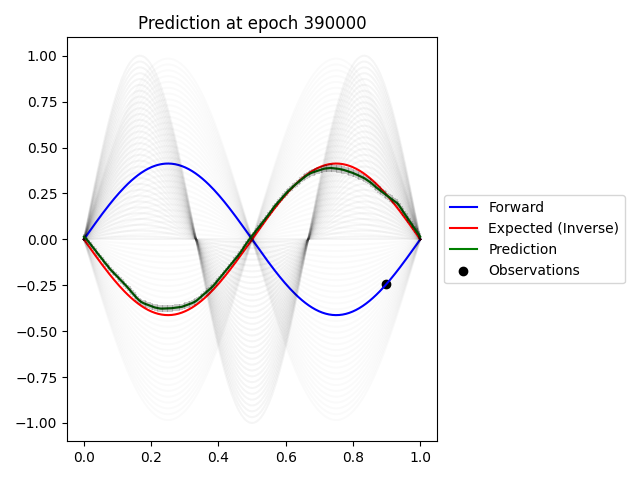 Prediction at epoch 390000
1.00
0.75
0.50
0.25
0.00
−0.25
−0.50
−0.75
−1.00
0.0 0.2 0.4 0.6 0.8 1.0
Forward
Expected (Inverse)
Prediction
Observations